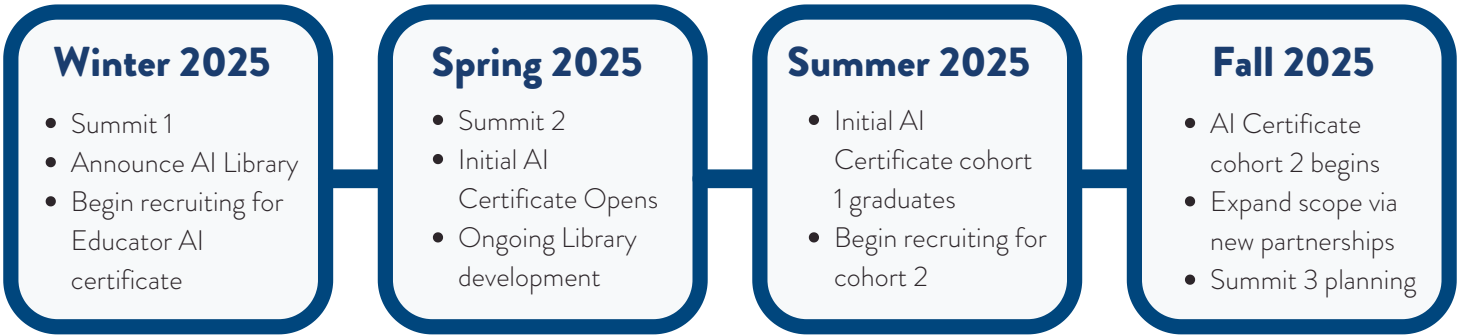 Winter 2025
• Summit 1
• Announce AI Library
• Begin recruiting for
Educator AI
certificate
Spring 2025
• Summit 2
• Initial AI
Certificate Opens
• Ongoing Library
development
Summer 2025
• Initial AI
Certificate cohort
1 graduates
• Begin recruiting for
cohort 2
Fall 2025
• AI Certificate
cohort 2 begins
• Expand scope via
new partnerships
• Summit 3 planning